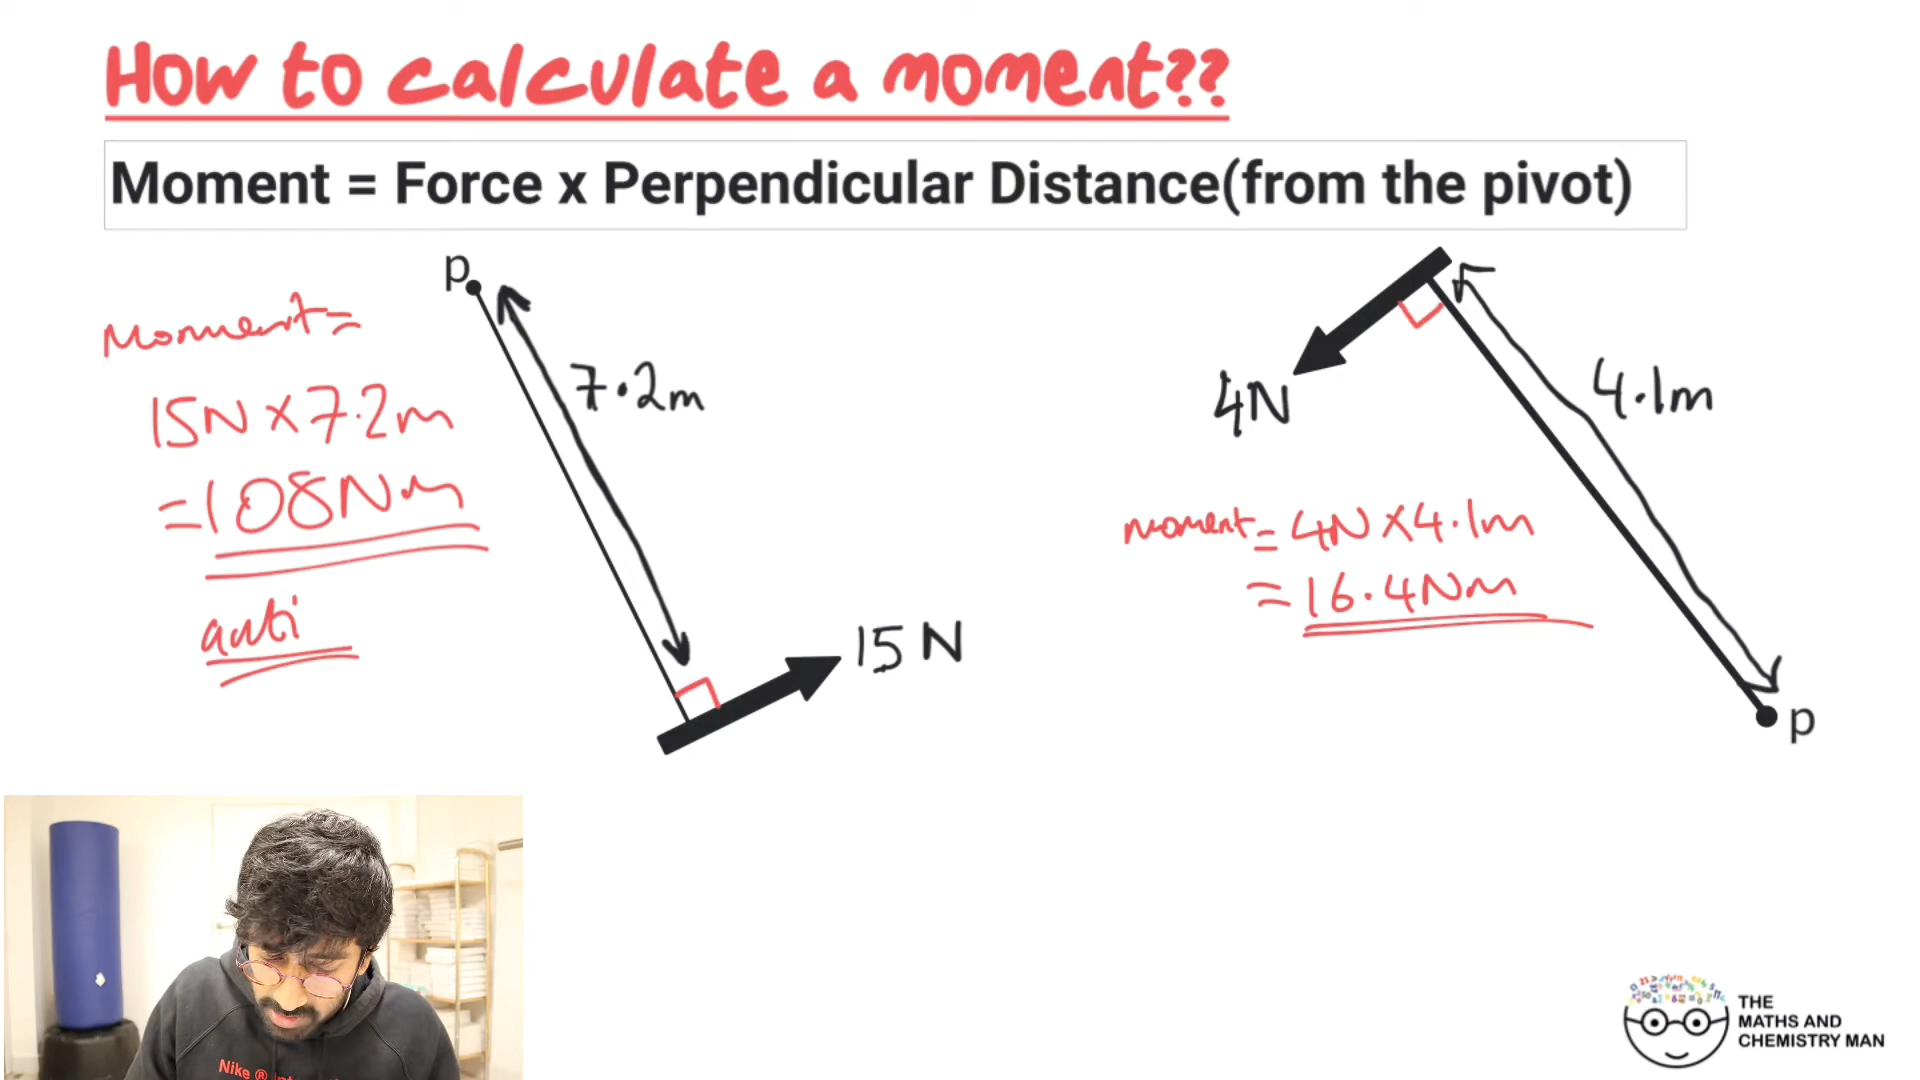 How to calculate a moment??
Moment = Force x Perpendicular Distance(from the pivot)
p
Moment =
15N x 7.2m
= 108Nm
anti
7.2m
15 N
4N
4.1m
moment = 4N x 4.1m
= 16.4Nm
p
Nike ®
THE
MATHS AND
CHEMISTRY MAN